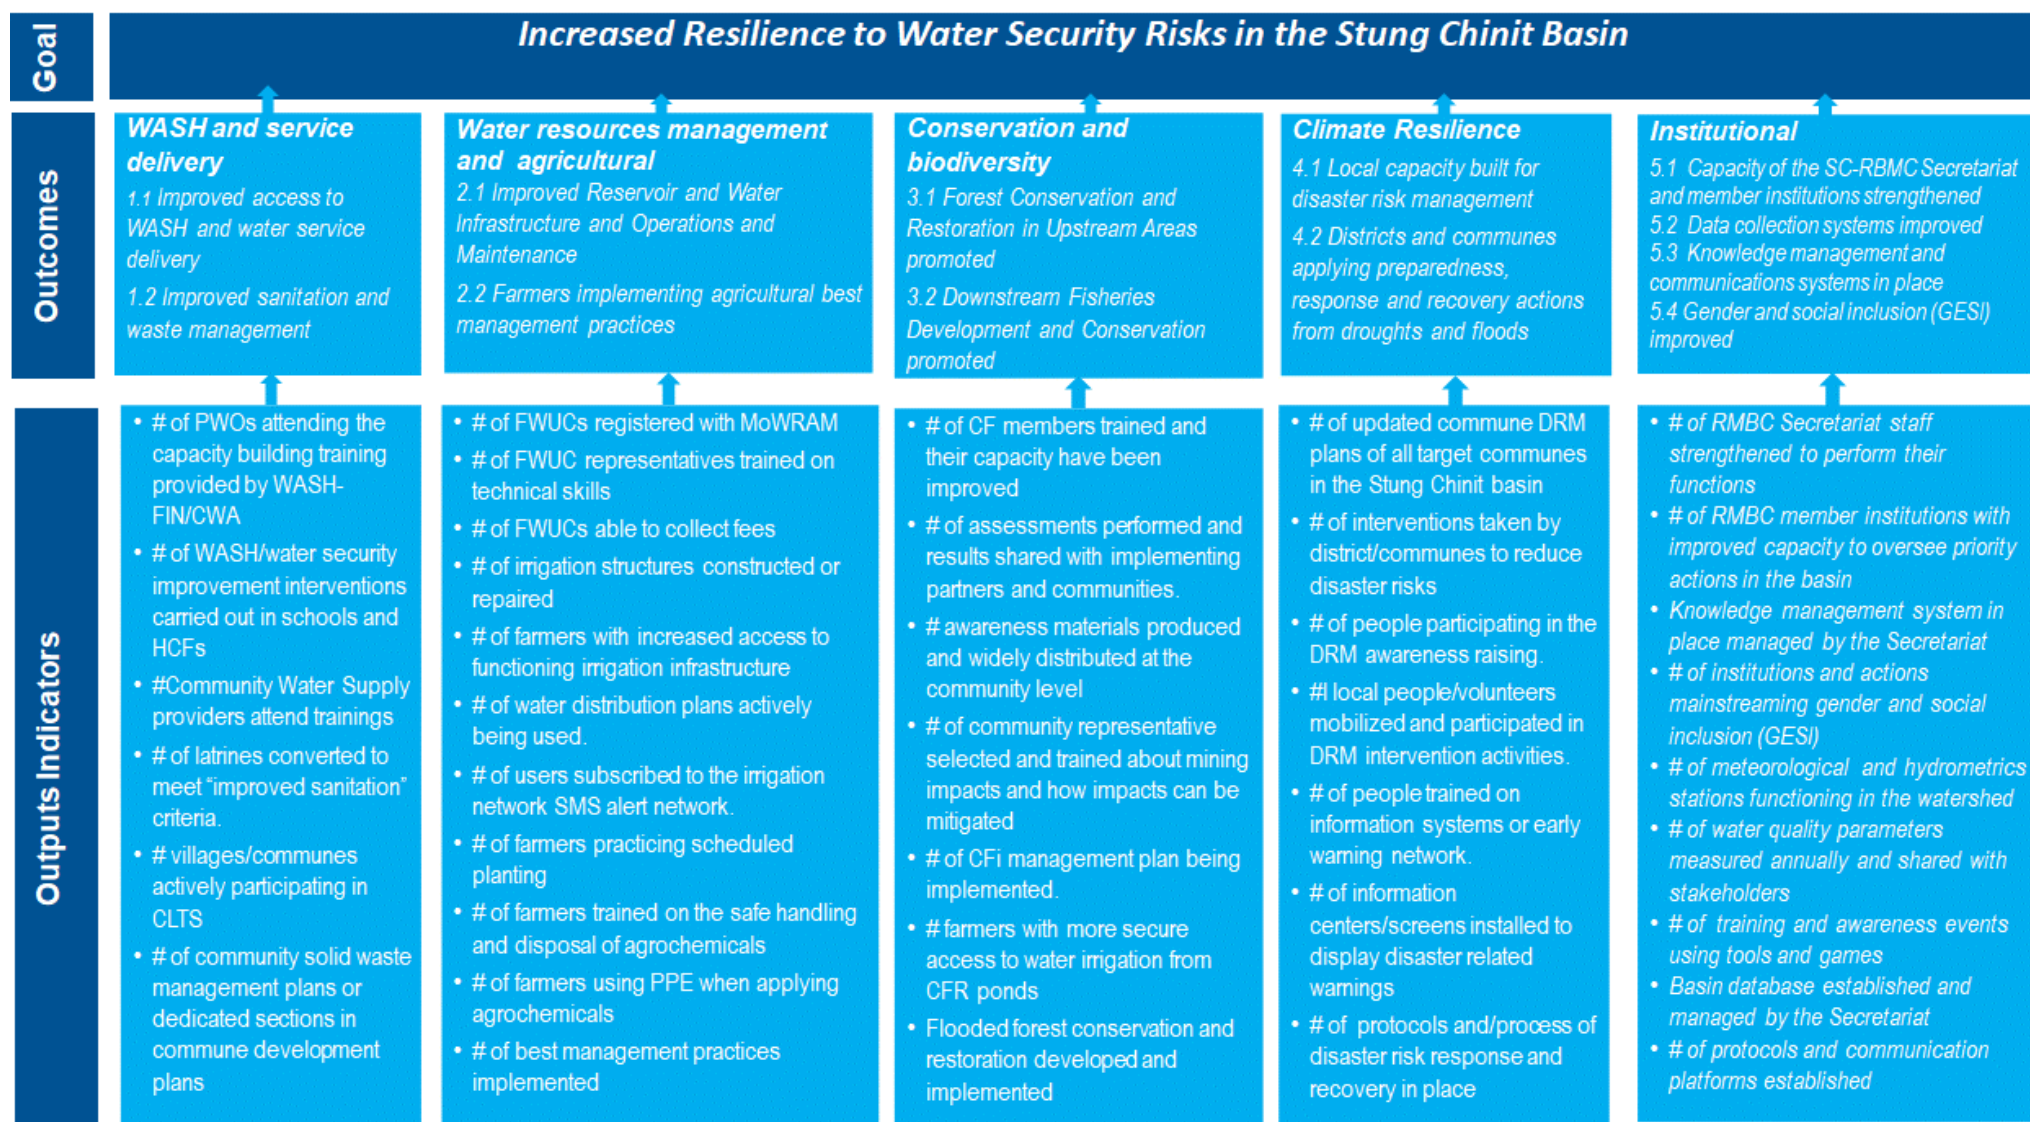 Goal
Increased Resilience to Water Security Risks in the Stung Chinit Basin
Outcomes
WASH and service
delivery
1.1 Improved access to
WASH and water service
delivery
1.2 Improved sanitation and
waste management
Water resources management
and agricultural
2.1 Improved Reservoir and Water
Infrastructure and Operations and
Maintenance
2.2 Farmers implementing agricultural best
management practices
Conservation and
biodiversity
3.1 Forest Conservation and
Restoration in Upstream Areas
promoted
3.2 Downstream Fisheries
Development and Conservation
promoted
Climate Resilience
4.1 Local capacity built for
disaster risk management
4.2 Districts and communes
applying preparedness,
response and recovery actions
from droughts and floods
Institutional
5.1 Capacity of the SC-RBMC Secretariat
and member institutions strengthened
5.2 Data collection systems improved
5.3 Knowledge management and
communications systems in place
5.4 Gender and social inclusion (GESI)
improved
Outputs Indicators
• # of PWOs attending the
capacity building training
provided by WASH-
FIN/CWA
• # of WASH/water security
improvement interventions
carried out in schools and
HCFs
• #Community Water Supply
providers attend trainings
• # of latrines converted to
meet “improved sanitation”
criteria.
• # villages/communes
actively participating in
CLTS
• # of community solid waste
management plans or
dedicated sections in
commune development
plans
• # of FWUCs registered with MoWRAM
• # of FWUC representatives trained on
technical skills
• # of FWUCs able to collect fees
• # of irrigation structures constructed or
repaired
• # of farmers with increased access to
functioning irrigation infrastructure
• # of water distribution plans actively
being used.
• # of users subscribed to the irrigation
network SMS alert network.
• # of farmers practicing scheduled
planting
• # of farmers trained on the safe handling
and disposal of agrochemicals
• # of farmers using PPE when applying
agrochemicals
• # of best management practices
implemented
• # of CF members trained and
their capacity have been
improved
• # of assessments performed and
results shared with implementing
partners and communities.
• # awareness materials produced
and widely distributed at the
community level
• # of community representative
selected and trained about mining
impacts and how impacts can be
mitigated
• # of CFi management plan being
implemented.
• # farmers with more secure
access to water irrigation from
CFR ponds
• Flooded forest conservation and
restoration developed and
implemented
• # of updated commune DRM
plans of all target communes
in the Stung Chinit basin
• # of interventions taken by
district/communes to reduce
disaster risks
• # of people participating in the
DRM awareness raising.
• #l local people/volunteers
mobilized and participated in
DRM intervention activities.
• # of people trained on
information systems or early
warning network.
• # of information
centers/screens installed to
display disaster related
warnings
• # of protocols and/process of
disaster risk response and
recovery in place
• # of RMBC Secretariat staff
strengthened to perform their
functions
• # of RMBC member institutions with
improved capacity to oversee priority
actions in the basin
• Knowledge management system in
place managed by the Secretariat
• # of institutions and actions
mainstreaming gender and social
inclusion (GESI)
• # of meteorological and hydrometrics
stations functioning in the watershed
• # of water quality parameters
measured annually and shared with
stakeholders
• # of training and awareness events
using tools and games
• Basin database established and
managed by the Secretariat
• # of protocols and communication
platforms established